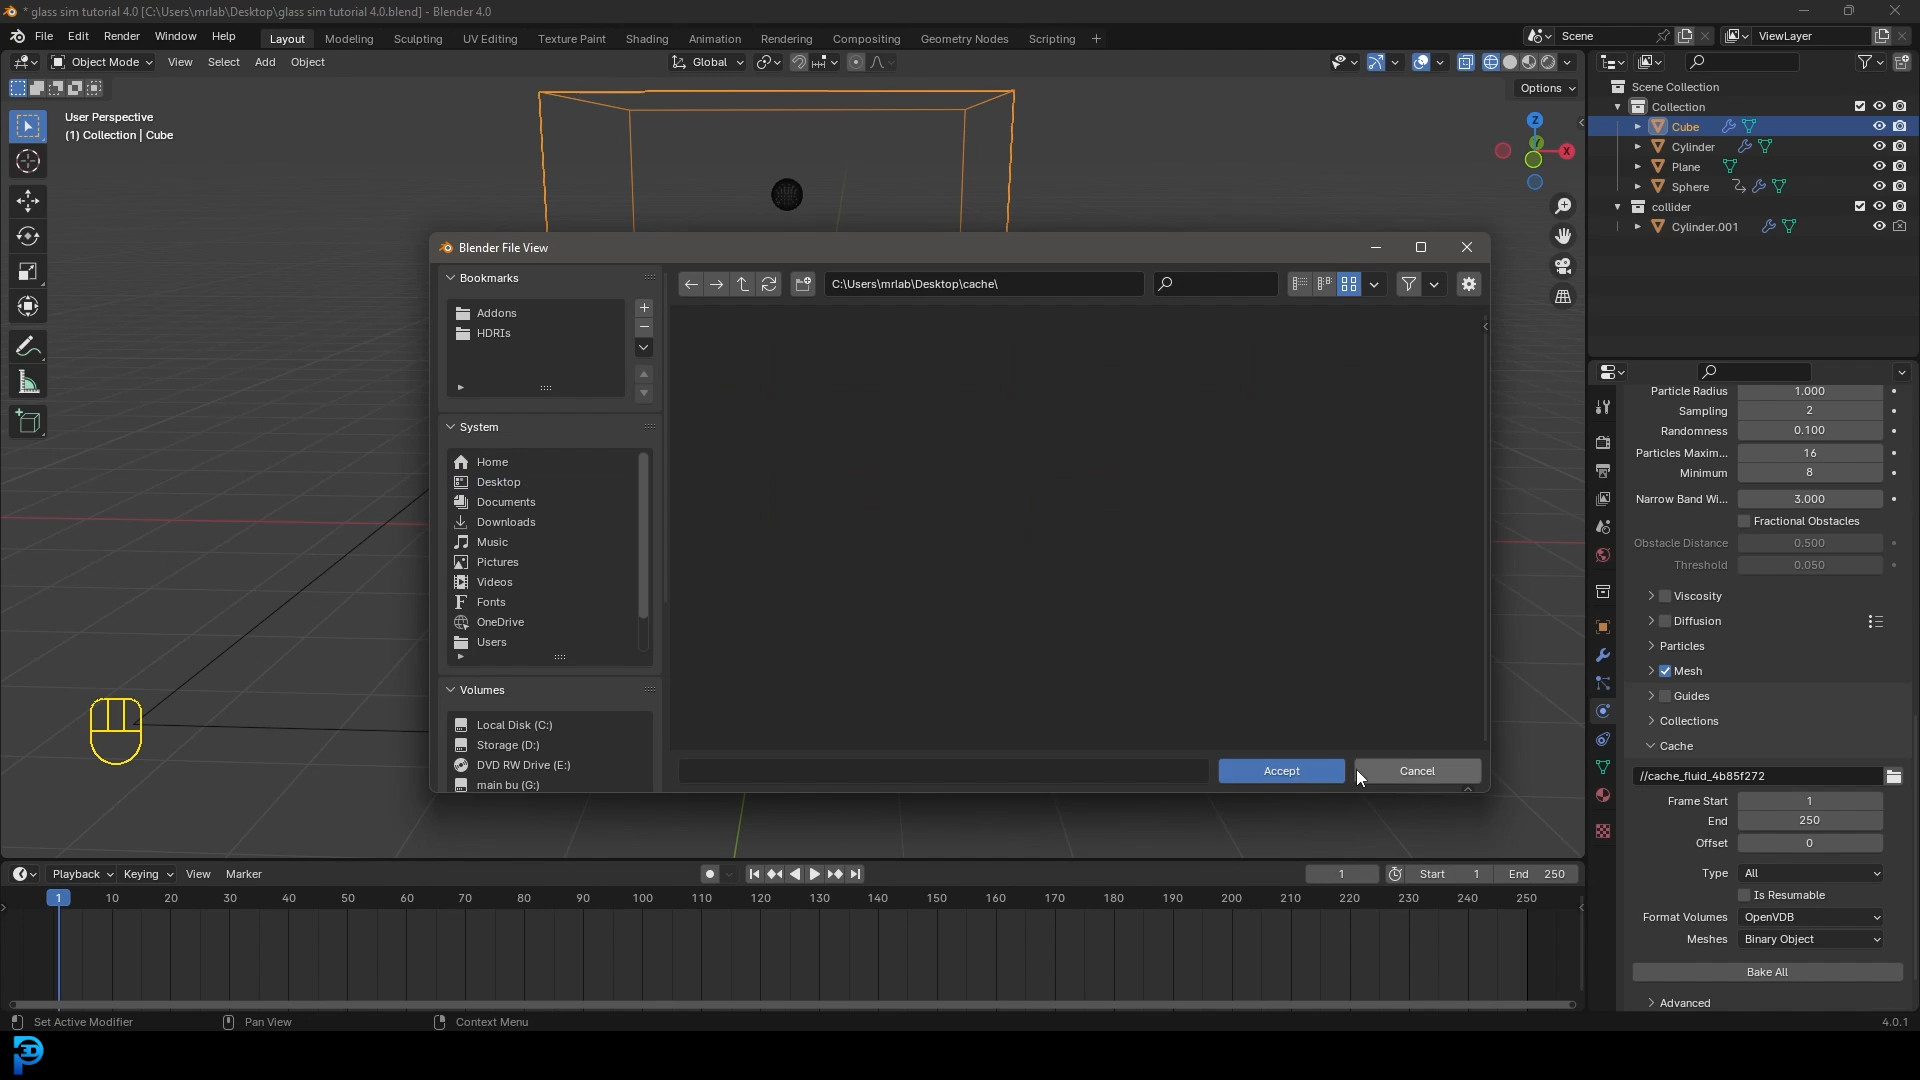 * glass sim tutorial 4.0 [C:\Users\mrlab\Desktop\glass sim tutorial 4.0.blend] - Blender 4.0
File Edit Render Window Help Layout Modeling Sculpting UV Editing Texture Paint Shading Animation Rendering Compositing Geometry Nodes Scripting + Scene ViewLayer
Object Mode View Select Add Object Global
Options
User Perspective
(1) Collection | Cube
Z
Y
X
Scene Collection
Collection
Cube
Cylinder
Plane
Sphere
collider
Cylinder.001
Blender File View
Bookmarks
Addons
HDRIs
C:\Users\mrlab\Desktop\cache\
System
Home
Desktop
Documents
Downloads
Music
Pictures
Videos
Fonts
OneDrive
Users
Volumes
Local Disk (C:)
Storage (D:)
DVD RW Drive (E:)
main bu (G:)
Accept Cancel
Particle Radius 1.000
Sampling 2
Randomness 0.100
Particles Maxim... 16
Minimum 8
Narrow Band Wi... 3.000
Fractional Obstacles
Obstacle Distance 0.500
Threshold 0.050
Viscosity
Diffusion
Particles
Mesh
Guides
Collections
Cache
//cache_fluid_4b85f272
Frame Start 1
End 250
Offset 0
Type All
Is Resumable
Format Volumes OpenVDB
Meshes Binary Object
Bake All
Advanced
Playback Keying View Marker 1 Start 1 End 250
1 10 20 30 40 50 60 70 80 90 100 110 120 130 140 150 160 170 180 190 200 210 220 230 240 250
Set Active Modifier Pan View Context Menu 4.0.1
3D